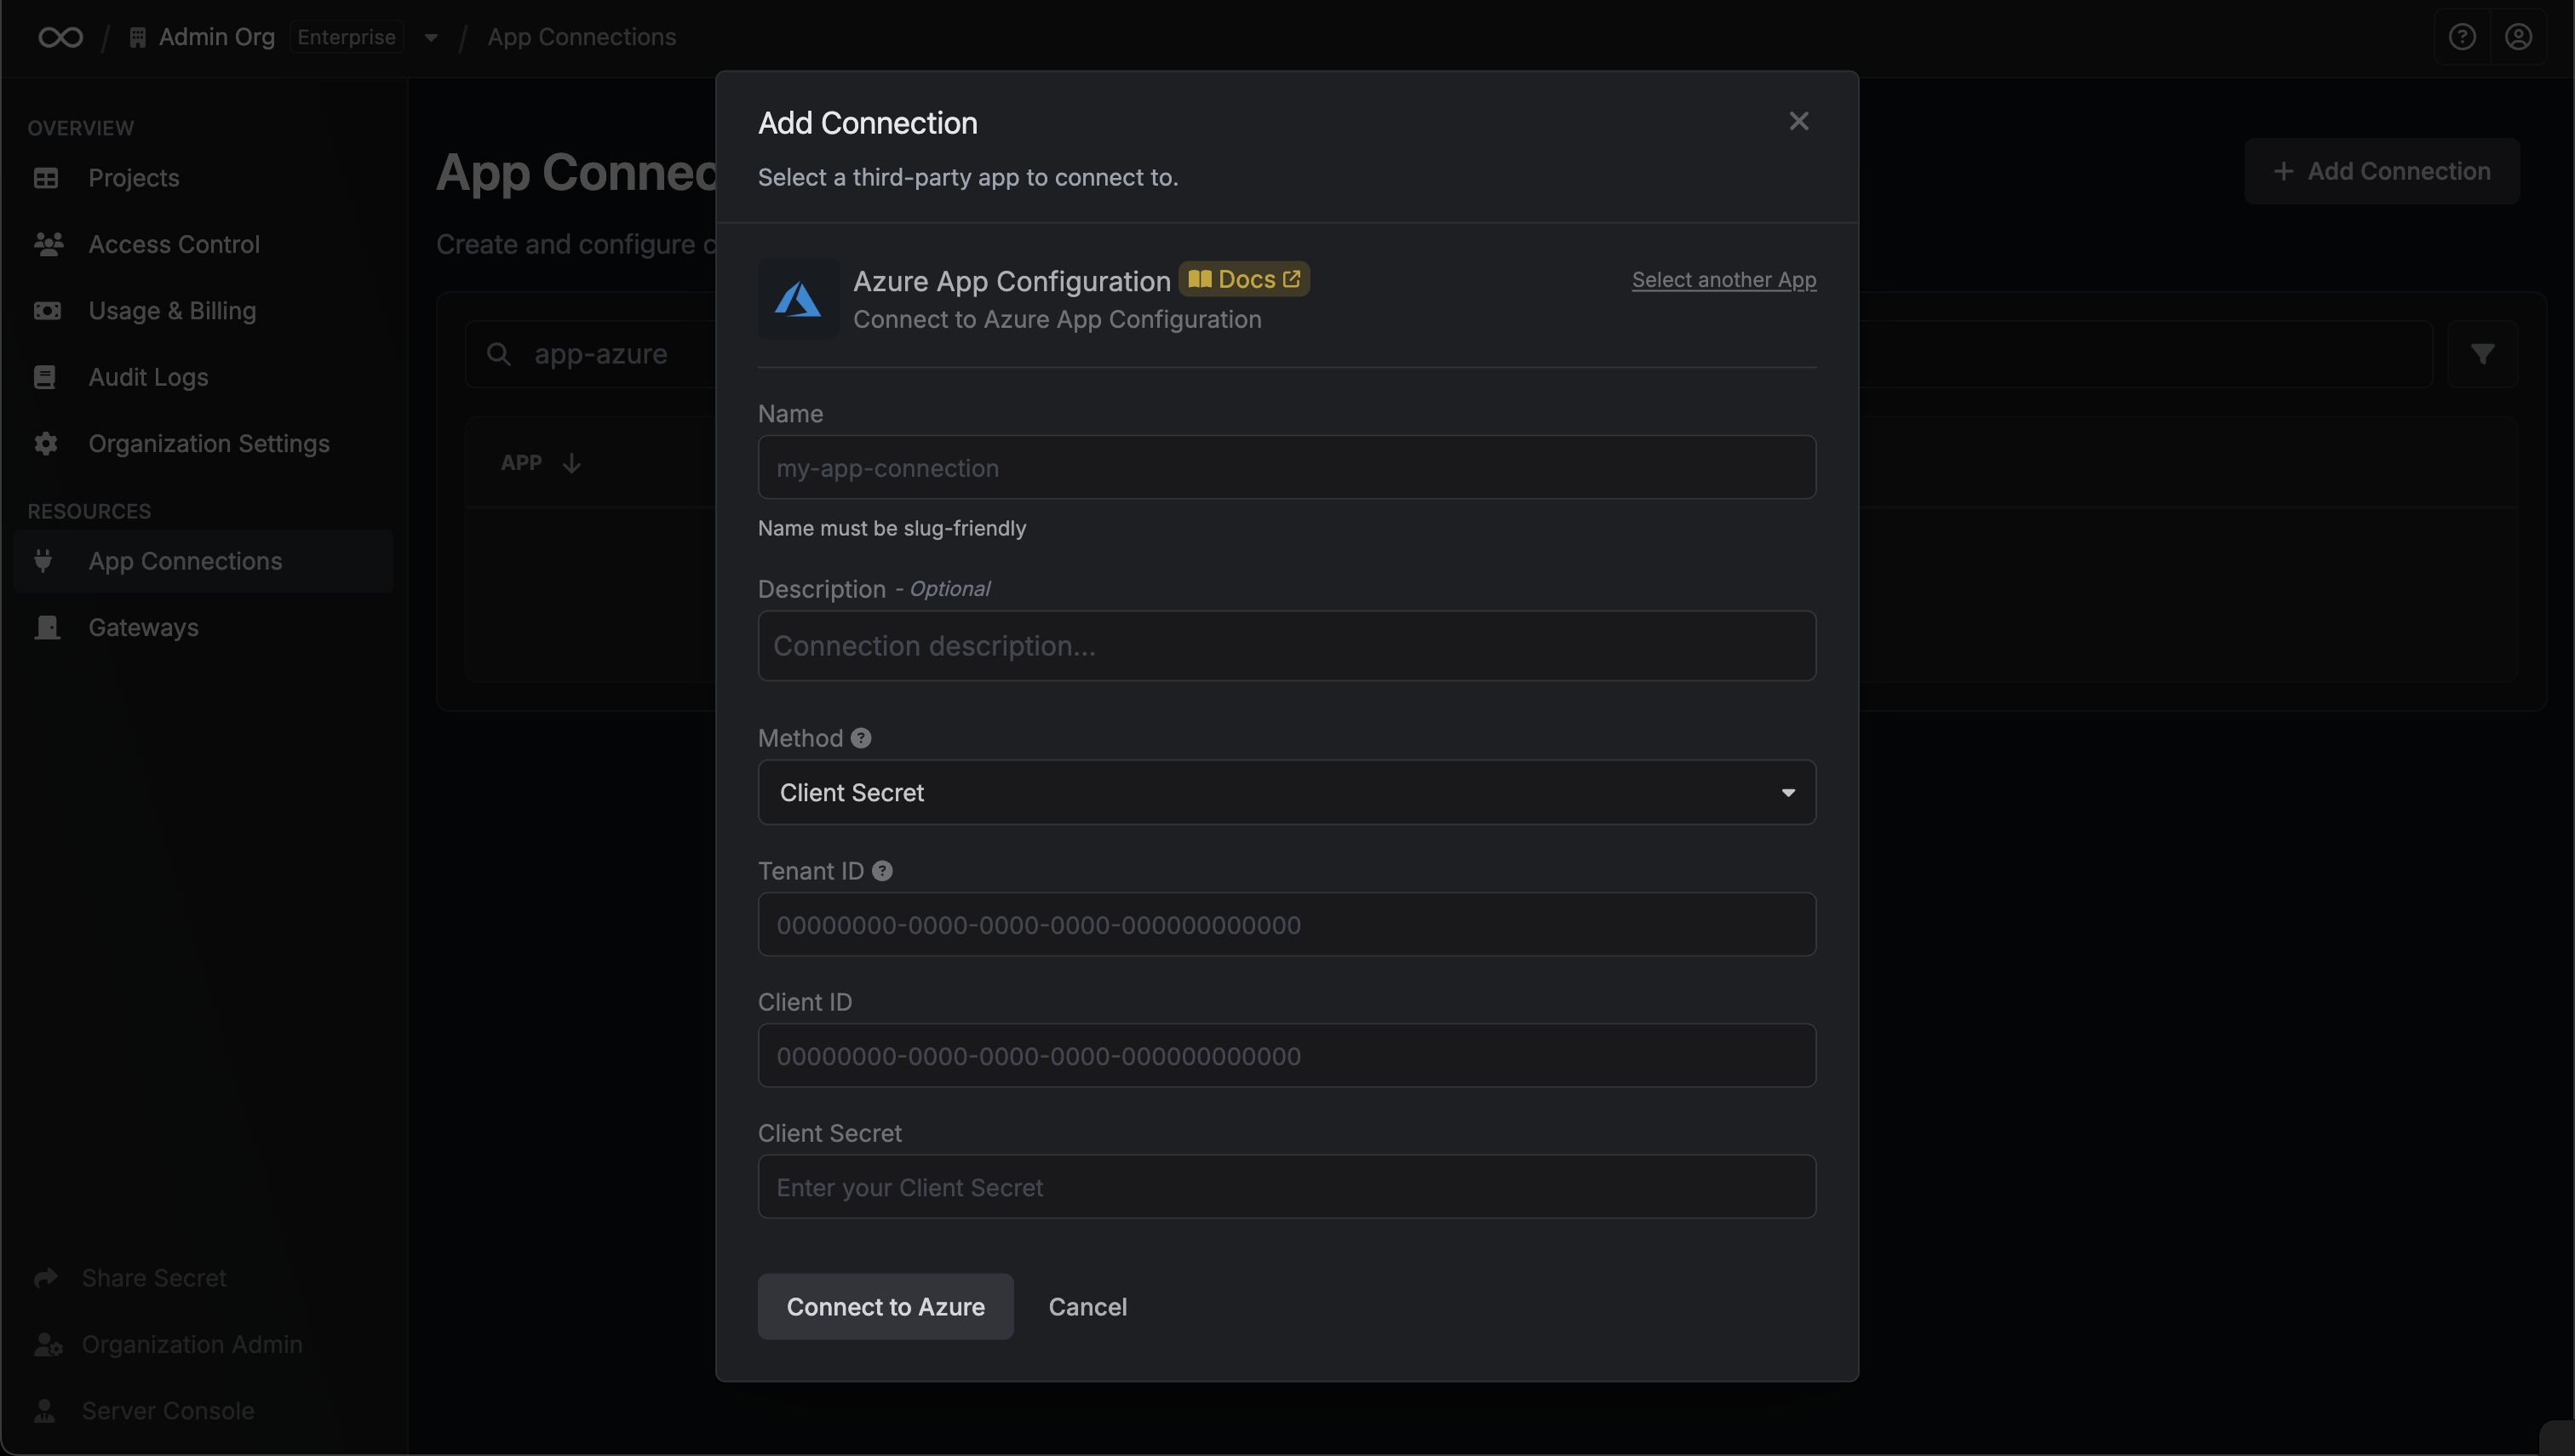 Admin Org Enterprise / App Connections
OVERVIEW
Projects
Access Control
Usage & Billing
Audit Logs
Organization Settings
RESOURCES
App Connections
Gateways
Share Secret
Organization Admin
Server Console
App Connec
Create and configure c
+ Add Connection
app-azure
APP
Add Connection
Select a third-party app to connect to.
Azure App Configuration Docs
Select another App
Connect to Azure App Configuration
Name
my-app-connection
Name must be slug-friendly
Description - Optional
Connection description...
Method
Client Secret
Tenant ID
00000000-0000-0000-0000-000000000000
Client ID
00000000-0000-0000-0000-000000000000
Client Secret
Enter your Client Secret
Connect to Azure Cancel